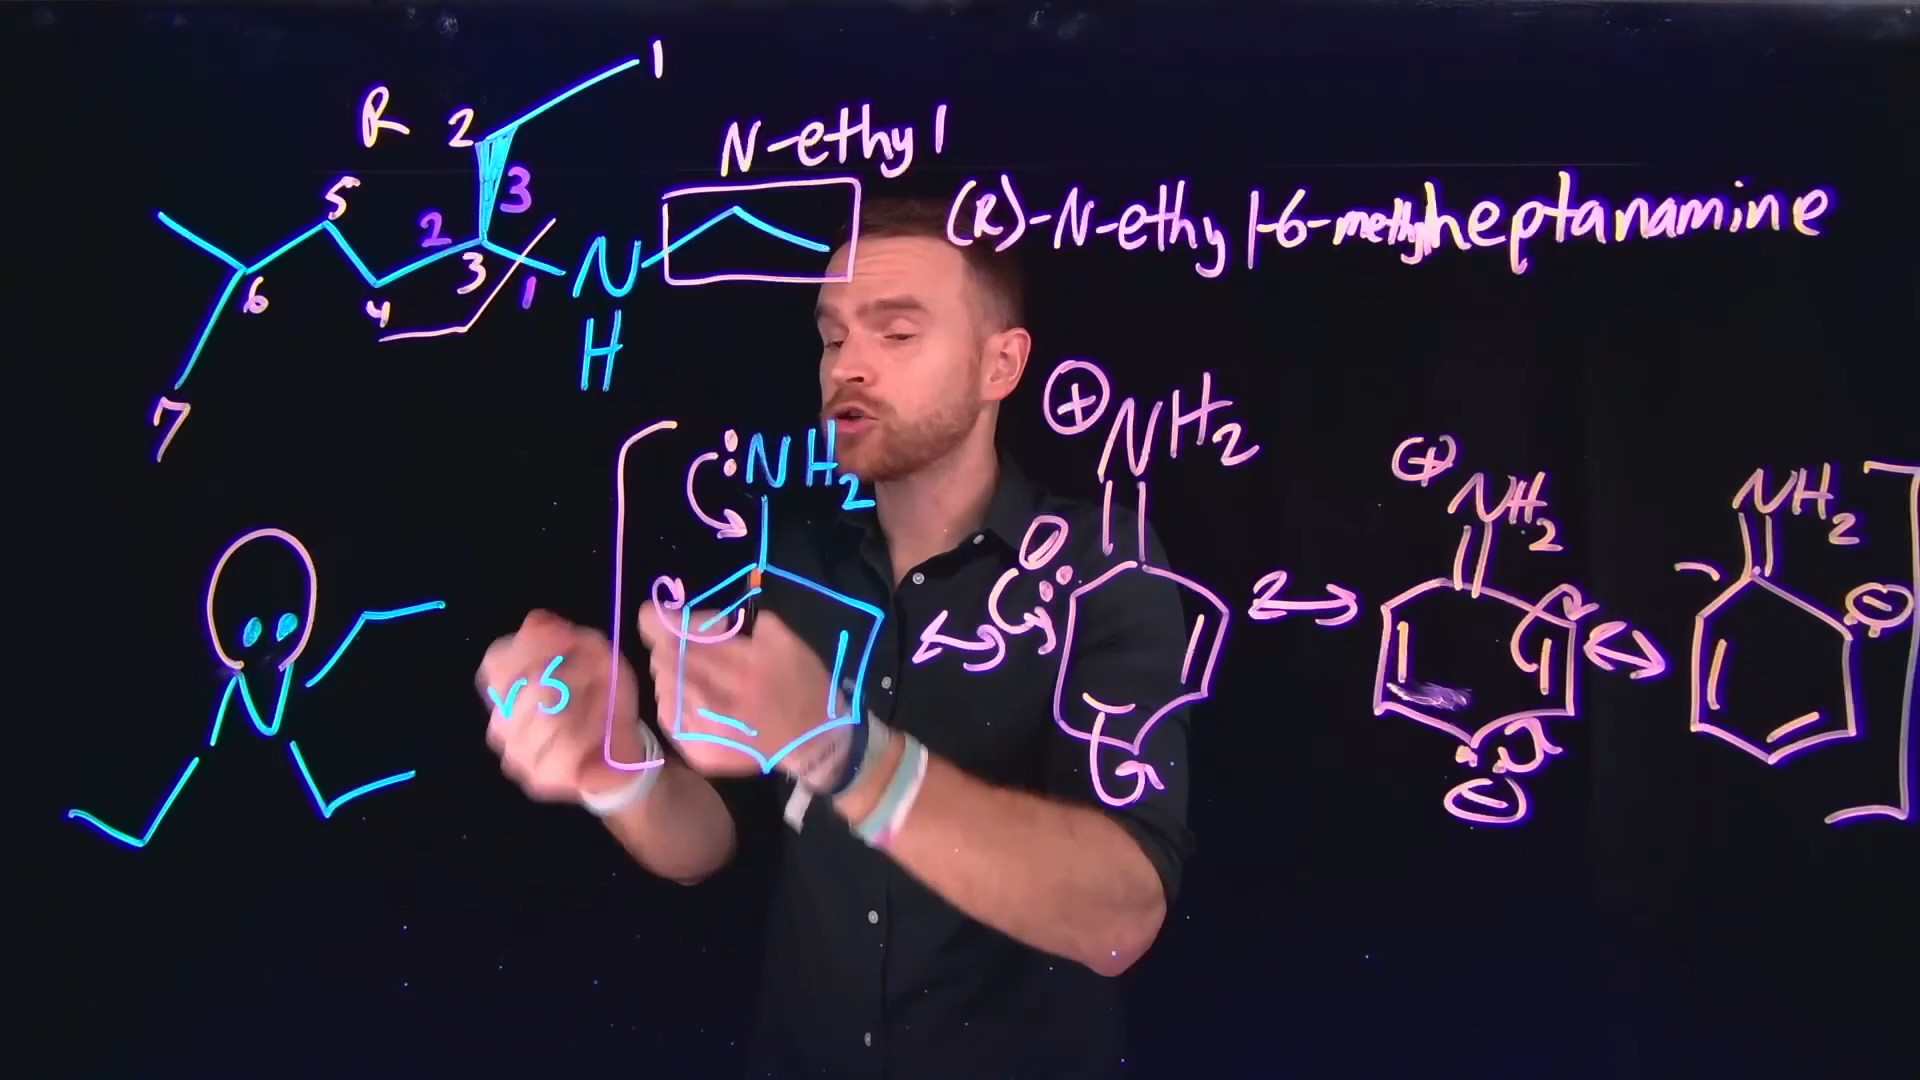 1
R
2
N-ethyl
3
5
(R)-N-ethyl-6-methylheptanamine
2
3
1
6
4
N
H
7
⊕
NH2
:NH2
⊕
NH2
NH2
⊖
vs
N
⊖